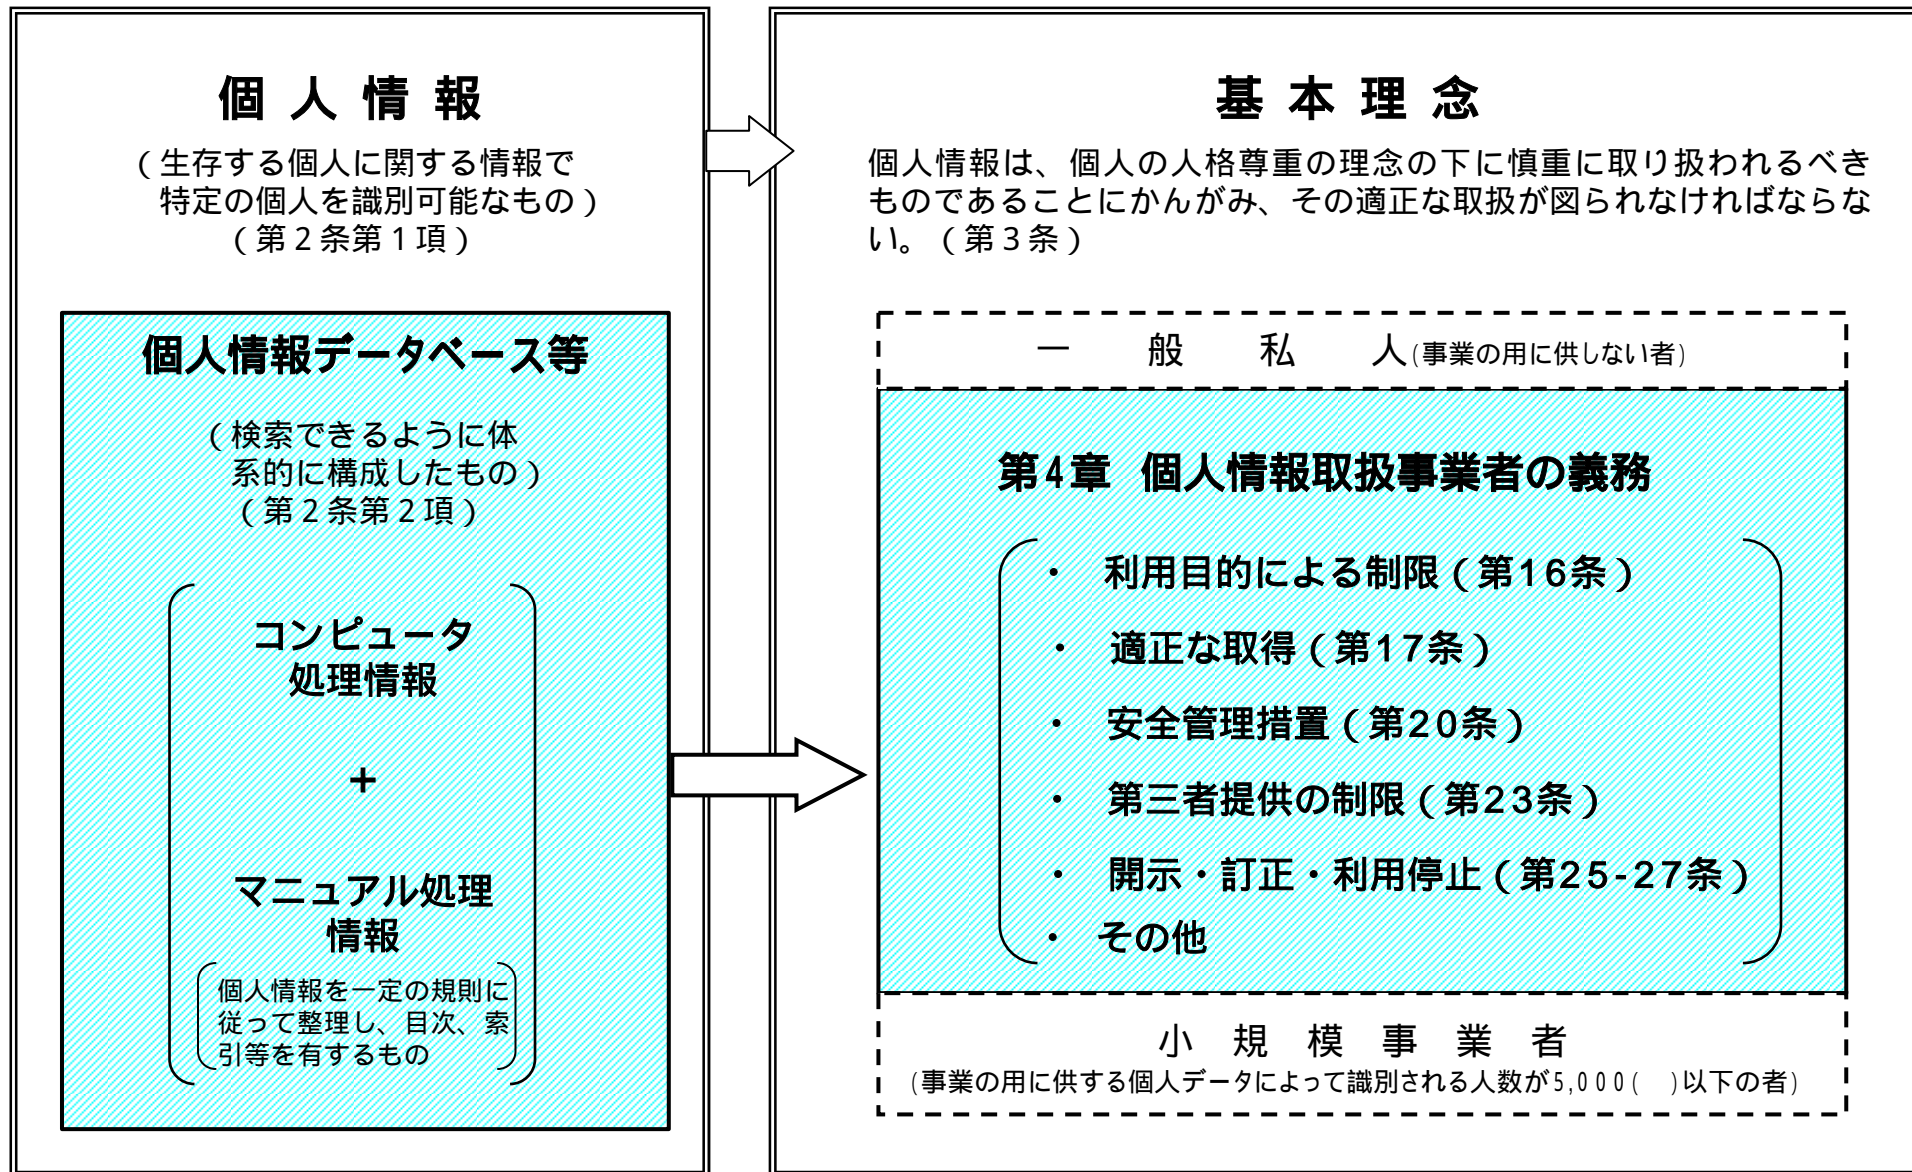 個人情報
（生存する個人に関する情報で
特定の個人を識別可能なもの）
（第２条第１項）
個人情報データベース等
（検索できるように体
系的に構成したもの）
（第２条第２項）
コンピュータ
処理情報
＋
マニュアル処理
情報
個人情報を一定の規則に
従って整理し、目次、索
引等を有するもの
基本理念
個人情報は、個人の人格尊重の理念の下に慎重に取り扱われるべき
ものであることにかんがみ、その適正な取扱が図られなければならな
い。（第３条）
一般私人(事業の用に供しない者)
第4章 個人情報取扱事業者の義務
・ 利用目的による制限（第16条）
・ 適正な取得（第17条）
・ 安全管理措置（第20条）
・ 第三者提供の制限（第23条）
・ 開示・訂正・利用停止（第25-27条）
・ その他
小規模事業者
(事業の用に供する個人データによって識別される人数が5,000( )以下の者)